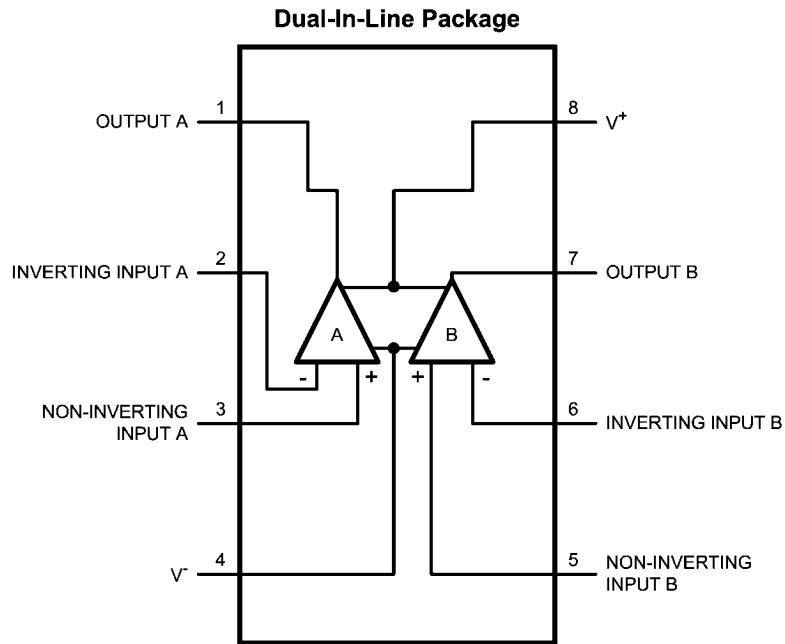 Dual-In-Line Package
1
OUTPUT A
8
V+
2
INVERTING INPUT A
7
OUTPUT B
A
B
-
+
+
-
3
NON-INVERTING
INPUT A
6
INVERTING INPUT B
4
V-
5
NON-INVERTING
INPUT B